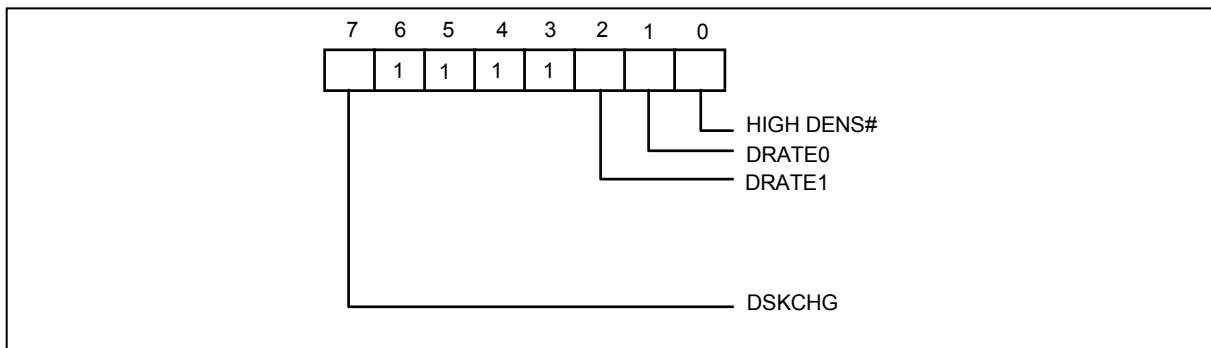 7 6 5 4 3 2 1 0
1 1 1 1
HIGH DENS#
DRATE0
DRATE1
DSKCHG